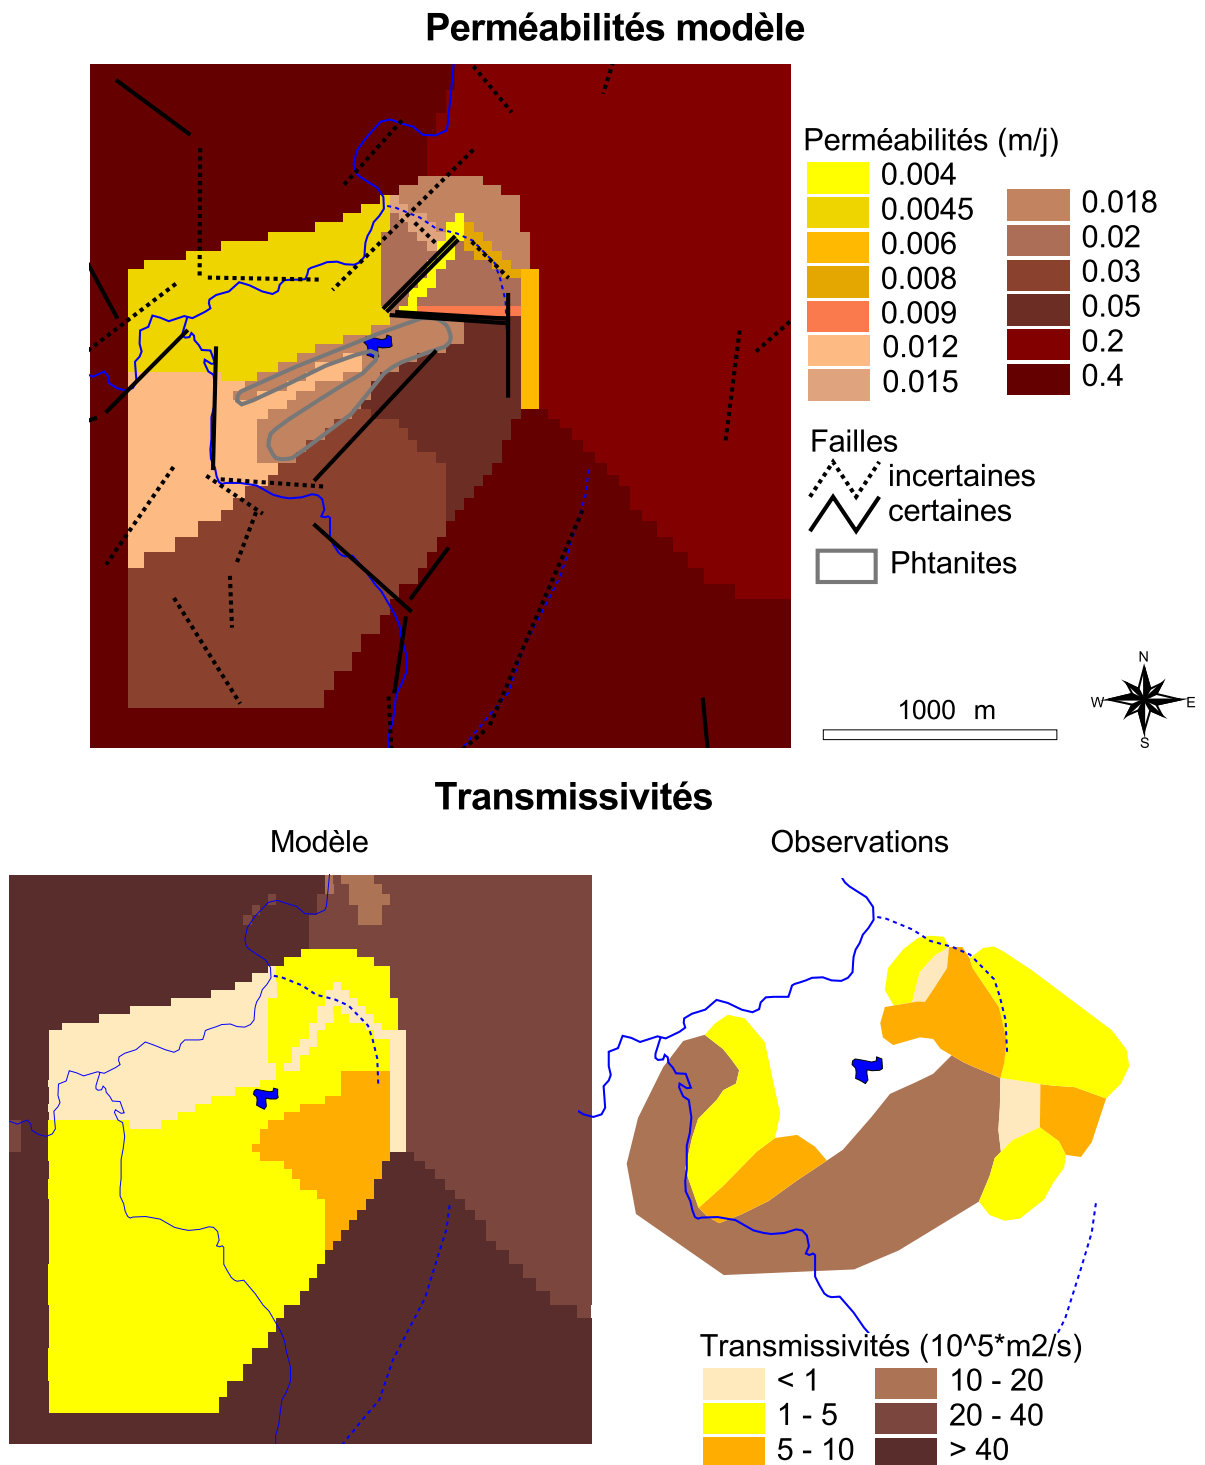 Perméabilités modèle
Perméabilités (m/j)
0.004
0.0045
0.006
0.008
0.009
0.012
0.015
0.018
0.02
0.03
0.05
0.2
0.4
Failles
incertaines
certaines
Phtanites
1000 m
N
W E
S
Transmissivités
Modèle
Observations
Transmissivités (10^5*m2/s)
< 1
1 - 5
5 - 10
10 - 20
20 - 40
> 40